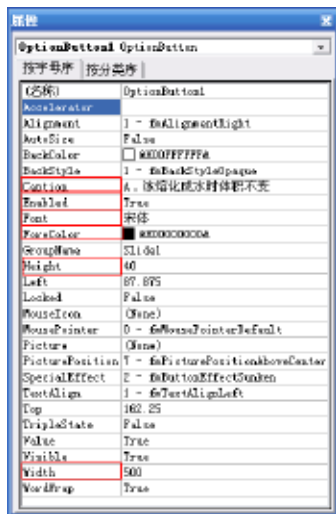 属性
OptionButton1 OptionButton
按字母序 按分类序
(名称) OptionButton1
Accelerator
Alignment 1 - fmAlignmentRight
AutoSize False
BackColor &H00FFFFFF&
BackStyle 1 - fmBackStyleOpaque
Caption A. 冰熔化成水时体积不变
Enabled True
Font 宋体
ForeColor &H00000000&
GroupName Slide1
Height 40
Left 87.875
Locked False
MouseIcon (None)
MousePointer 0 - fmMousePointerDefault
Picture (None)
PicturePosition 7 - fmPicturePositionAboveCenter
SpecialEffect 2 - fmButtonEffectSunken
TextAlign 1 - fmTextAlignLeft
Top 162.25
TripleState False
Value True
Visible True
Width 500
WordWrap True